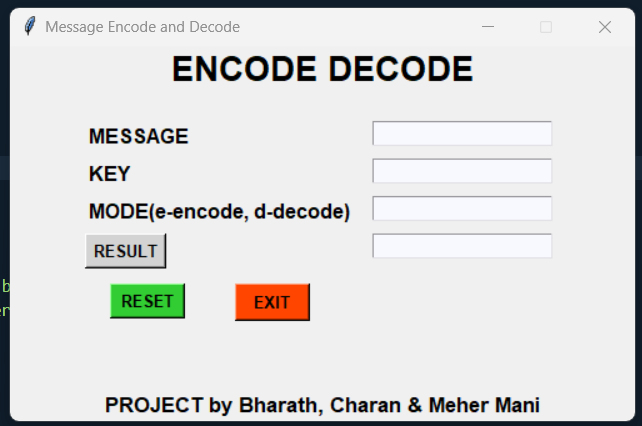 Message Encode and Decode
ENCODE DECODE
MESSAGE
KEY
MODE(e-encode, d-decode)
RESULT
RESET EXIT
PROJECT by Bharath, Charan & Meher Mani